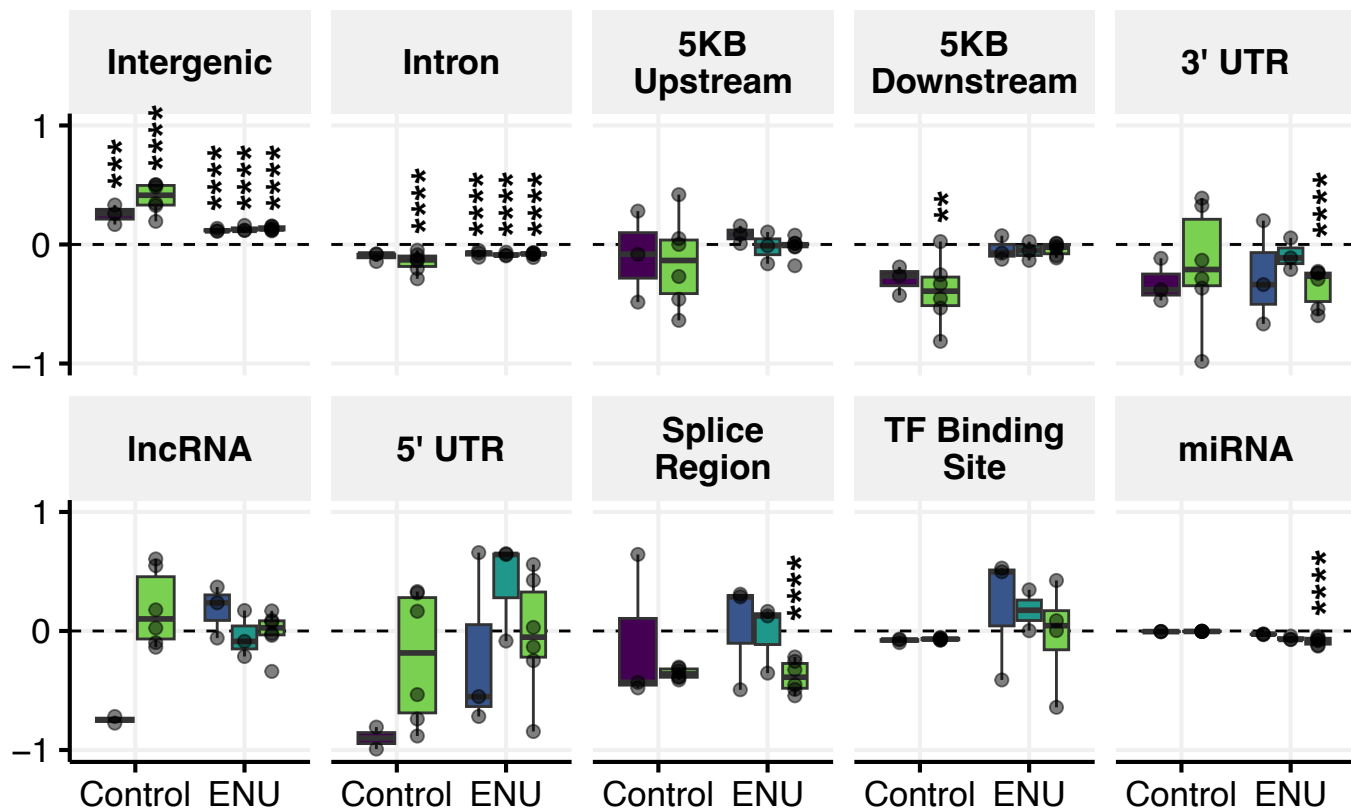 Intergenic
Intron
5KB
Upstream
5KB
Downstream
3' UTR
1
0
−1
***
****
****
****
****
****
****
****
****
**
****
lncRNA
5' UTR
Splice
Region
TF Binding
Site
miRNA
1
0
−1
****
****
Control ENU
Control ENU
Control ENU
Control ENU
Control ENU